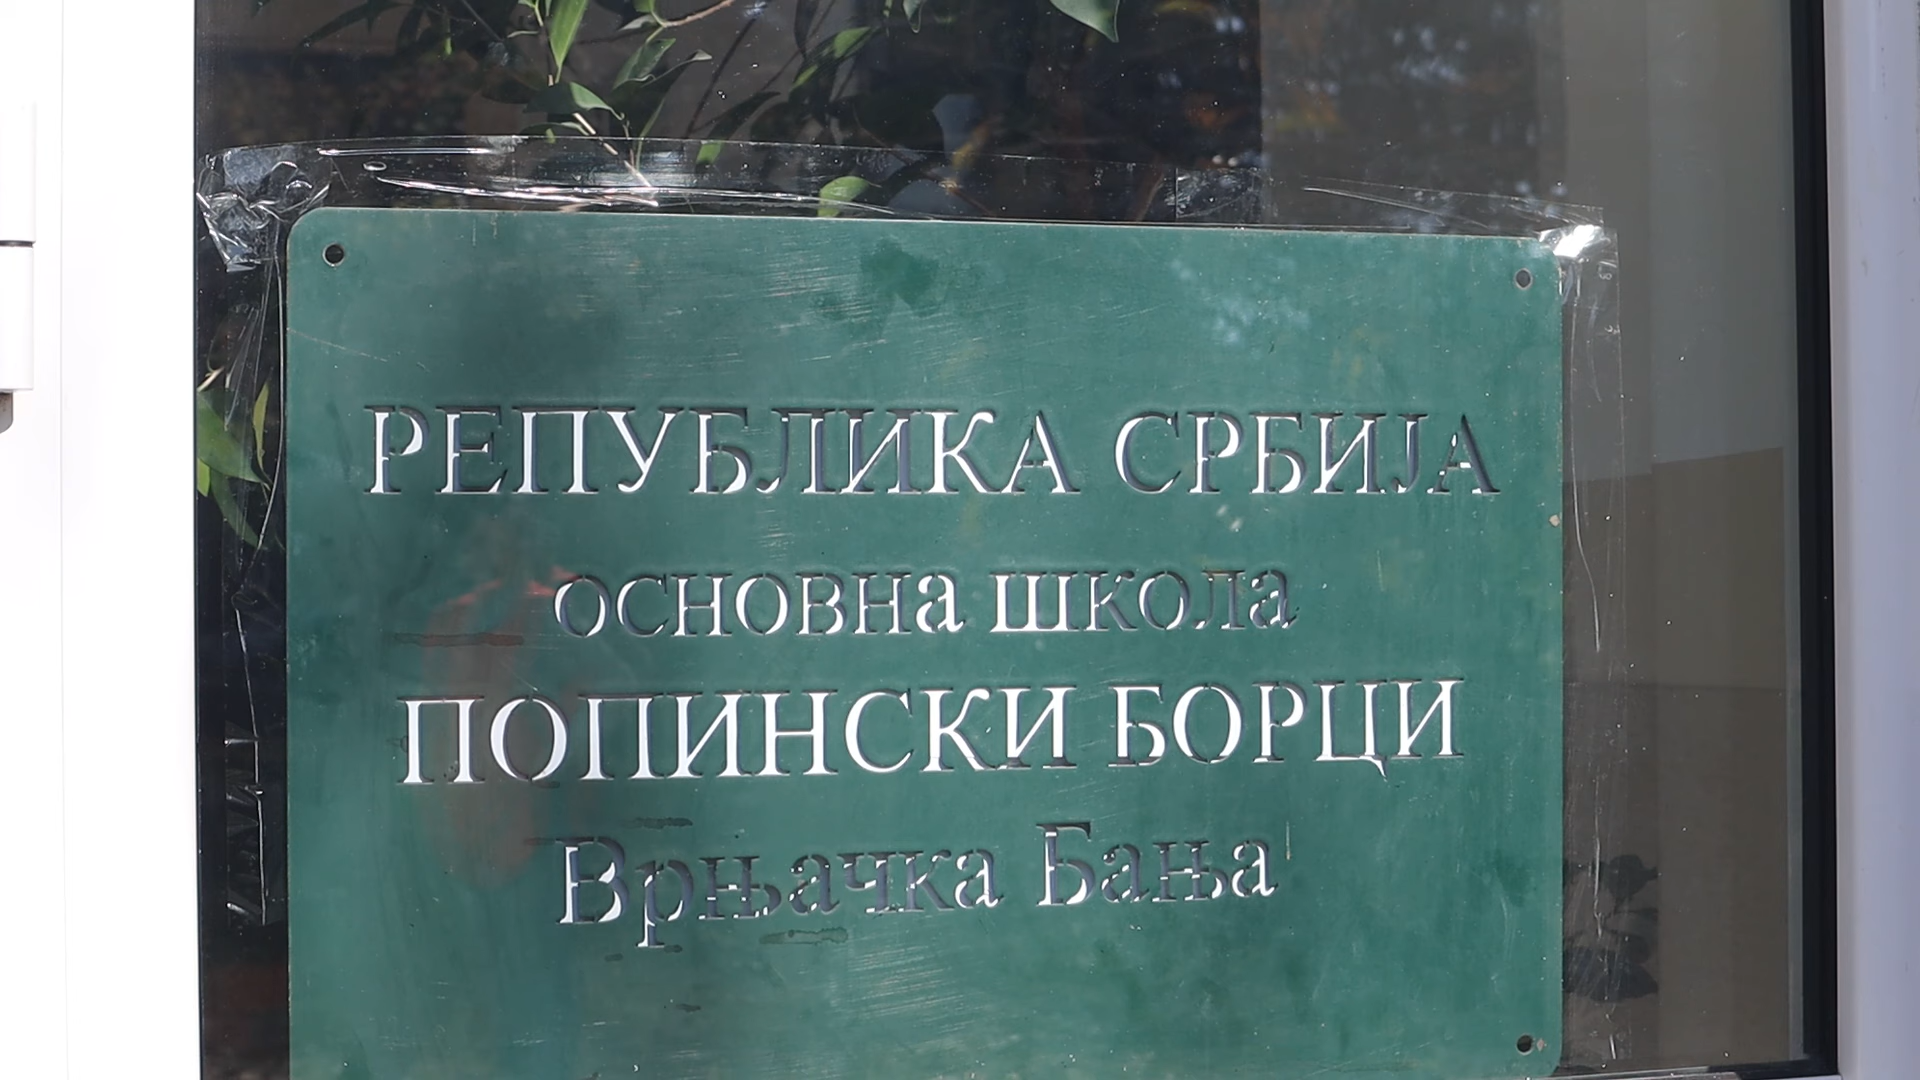 РЕПУБЛИКА СРБИЈА
основна школа
ПОПИНСКИ БОРЦИ
Врњачка Бања